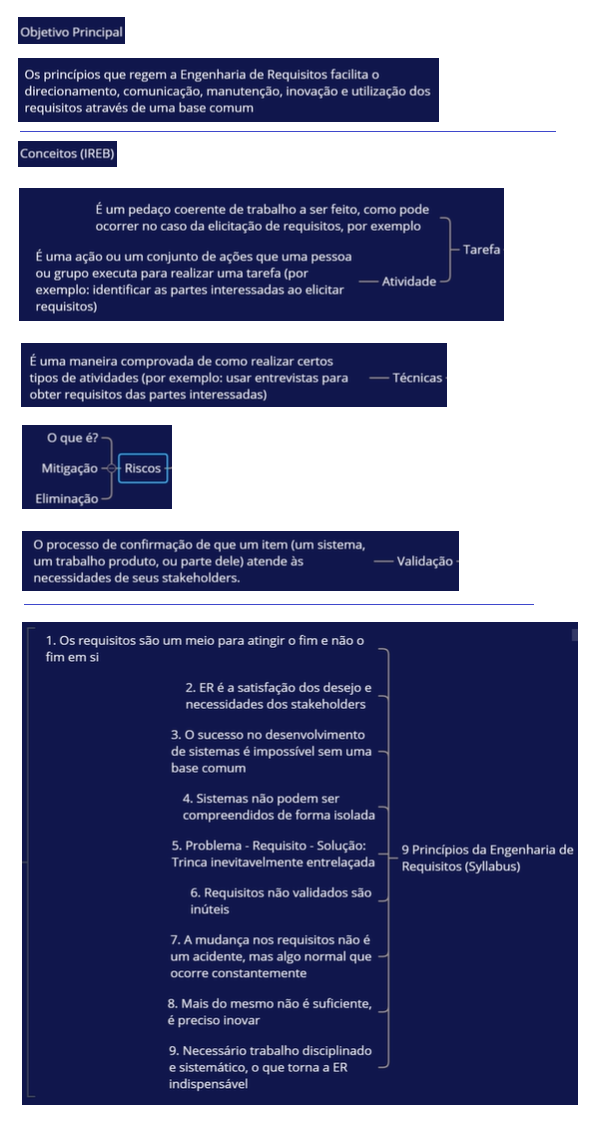 Objetivo Principal
Os princípios que regem a Engenharia de Requisitos facilita o
direcionamento, comunicação, manutenção, inovação e utilização dos
requisitos através de uma base comum
Conceitos (IREB)
É um pedaço coerente de trabalho a ser feito, como pode
ocorrer no caso da elicitação de requisitos, por exemplo
Tarefa
É uma ação ou um conjunto de ações que uma pessoa
ou grupo executa para realizar uma tarefa (por
exemplo: identificar as partes interessadas ao elicitar
requisitos)
Atividade
É uma maneira comprovada de como realizar certos
tipos de atividades (por exemplo: usar entrevistas para
obter requisitos das partes interessadas)
Técnicas
O que é?
Mitigação
Eliminação
Riscos
O processo de confirmação de que um item (um sistema,
um trabalho produto, ou parte dele) atende às
necessidades de seus stakeholders.
Validação
1. Os requisitos são um meio para atingir o fim e não o
fim em si
2. ER é a satisfação dos desejo e
necessidades dos stakeholders
3. O sucesso no desenvolvimento
de sistemas é impossível sem uma
base comum
4. Sistemas não podem ser
compreendidos de forma isolada
5. Problema - Requisito - Solução:
Trinca inevitavelmente entrelaçada
6. Requisitos não validados são
inúteis
7. A mudança nos requisitos não é
um acidente, mas algo normal que
ocorre constantemente
8. Mais do mesmo não é suficiente,
é preciso inovar
9. Necessário trabalho disciplinado
e sistemático, o que torna a ER
indispensável
9 Princípios da Engenharia de
Requisitos (Syllabus)